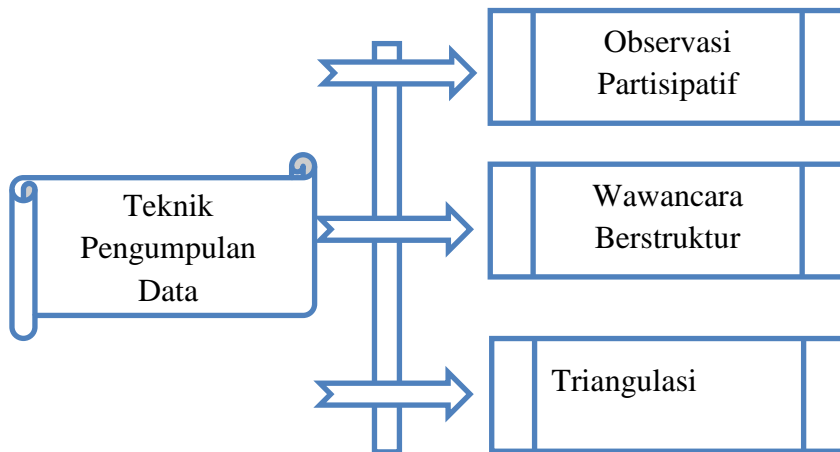 Teknik
Pengumpulan
Data
Observasi
Partisipatif
Wawancara
Berstruktur
Triangulasi